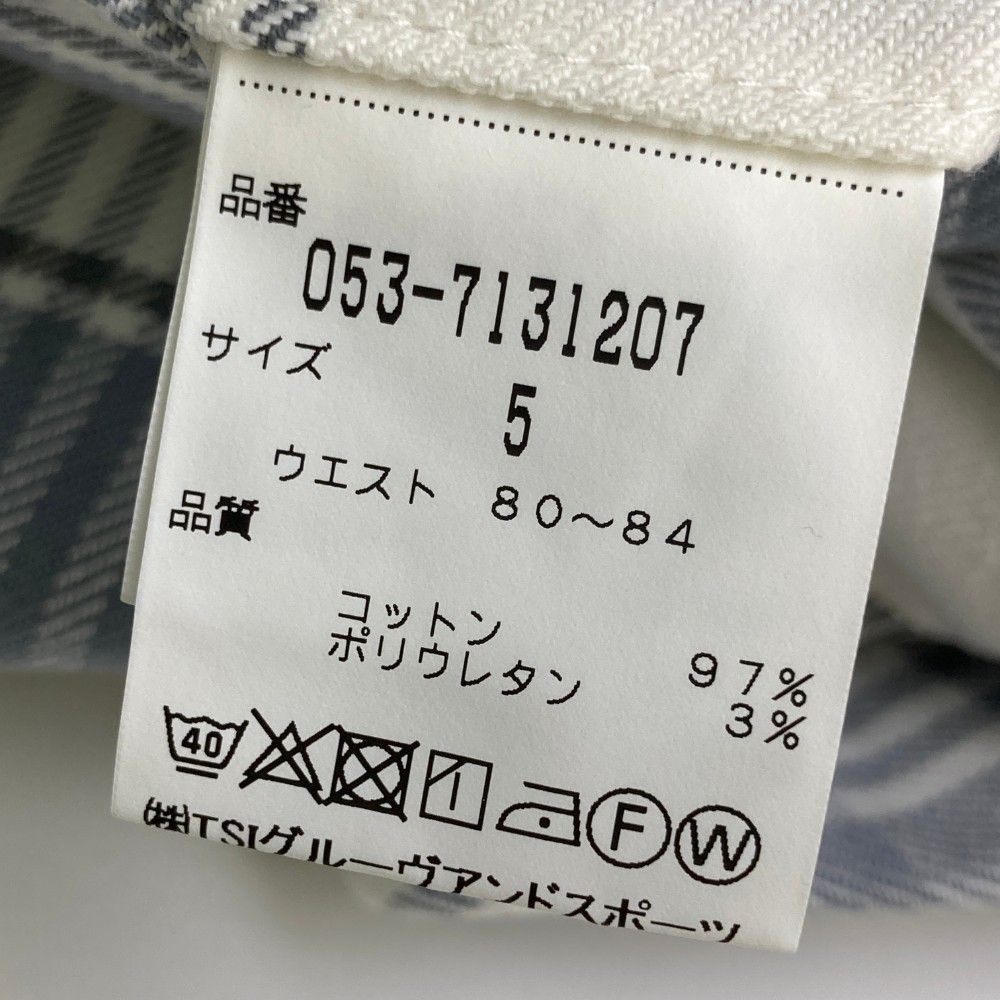 品番
053-7131207
サイズ
5
ウエスト 80～84
品質
コットン 97%
ポリウレタン 3%
40
F W
㈱TSIグルーヴアンドスポーツ